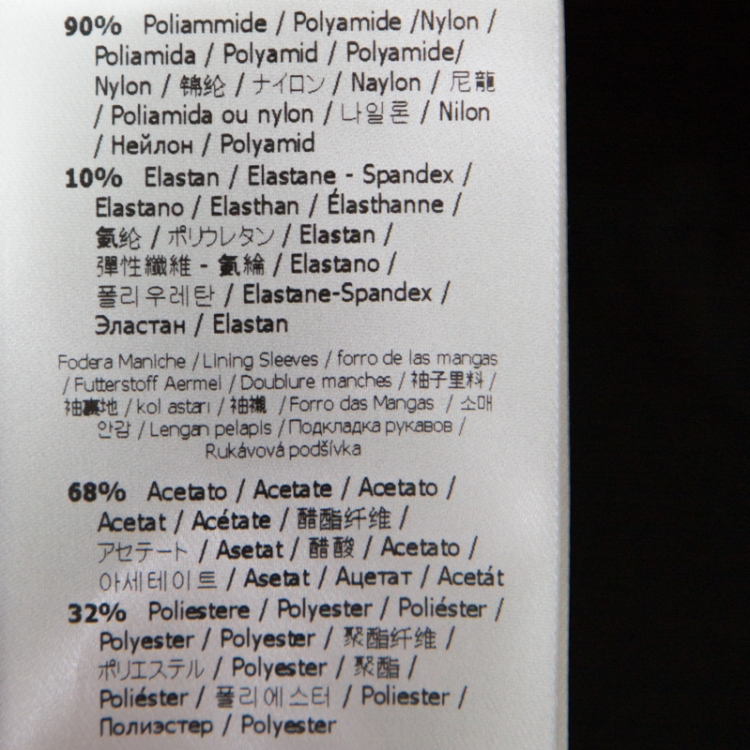 90% Poliammide / Polyamide /Nylon /
Poliamida / Polyamid / Polyamide/
Nylon / 锦纶 / ナイロン / Naylon / 尼龍
/ Poliamida ou nylon / 나일론 / Nilon
/ Нейлон / Polyamid
10% Elastan / Elastane - Spandex /
Elastano / Elasthan / Élasthanne /
氨纶 / ポリウレタン / Elastan /
彈性纖維 - 氨綸 / Elastano /
폴리우레탄 / Elastane-Spandex /
Эластан / Elastan
Fodera Maniche / Lining Sleeves / forro de las mangas
/ Futterstoff Aermel / Doublure manches / 袖子里料 /
袖裏地 / kol astarı / 袖襯 / Forro das Mangas / 소매
안감 / Lengan pelapis / Подкладка рукавов /
Rukávová podšívka
68% Acetato / Acetate / Acetato /
Acetat / Acétate / 醋酯纤维 /
アセテート / Asetat / 醋酸 / Acetato /
아세테이트 / Asetat / Ацетат / Acetát
32% Poliestere / Polyester / Poliéster /
Polyester / Polyester / 聚酯纤维 /
ポリエステル / Polyester / 聚酯 /
Poliéster / 폴리에스터 / Poliester /
Полиэстер / Polyester